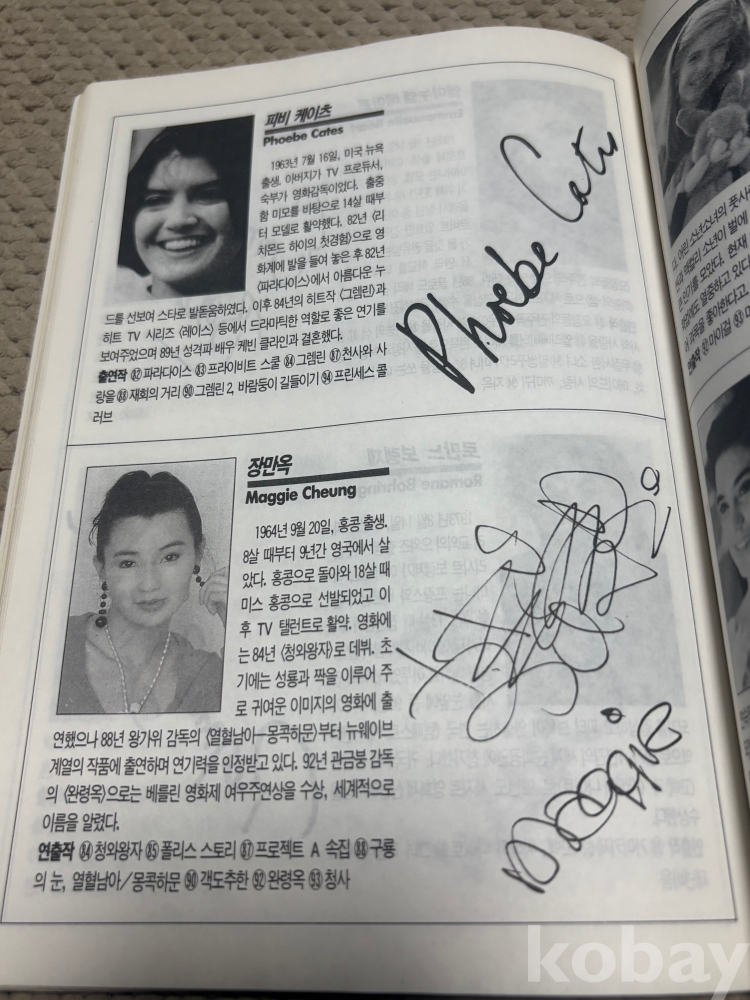 피비 케이츠
Phoebe Cates
1963년 7월 16일, 미국 뉴욕
출생. 아버지가 TV 프로듀서,
숙부가 영화감독이었다. 출중
한 미모를 바탕으로 14살 때부
터 모델로 활약했다. 82년 〈리
치몬드 하이의 첫경험〉으로 영
화계에 발을 들여 놓은 후 82년
〈파라다이스〉에서 아름다운 누
드를 선보여 스타로 발돋움하였다. 이후 84년의 히트작 〈그렘린〉과
히트 TV 시리즈 〈레이스〉 등에서 드라마틱한 역할로 좋은 연기를
보여주었으며 89년 성격파 배우 케빈 클라인과 결혼했다.
출연작 82 파라다이스 83 프라이비트 스쿨 84 그렘린 87 천사와 사
랑을 88 재회의 거리 90 그렘린 2, 바람둥이 길들이기 94 프린세스 콜
러브
Phoebe Cates
장만옥
Maggie Cheung
1964년 9월 20일, 홍콩 출생.
8살 때부터 9년간 영국에서 살
았다. 홍콩으로 돌아와 18살 때
미스 홍콩으로 선발되었고 이
후 TV 탤런트로 활약. 영화에
는 84년 〈청외왕자〉로 데뷔. 초
기에는 성룡과 짝을 이루어 주
로 귀여운 이미지의 영화에 출
연했으나 88년 왕가위 감독의 〈열혈남아-몽콕하문〉부터 뉴웨이브
계열의 작품에 출연하며 연기력을 인정받고 있다. 92년 관금붕 감독
의 〈완령옥〉으로는 베를린 영화제 여우주연상을 수상, 세계적으로
이름을 알렸다.
연출작 84 청외왕자 85 폴리스 스토리 87 프로젝트 A 속집 88 구룡
의 눈, 열혈남아/몽콕하문 90 객도추한 92 완령옥 93 청사
Maggie
kobay